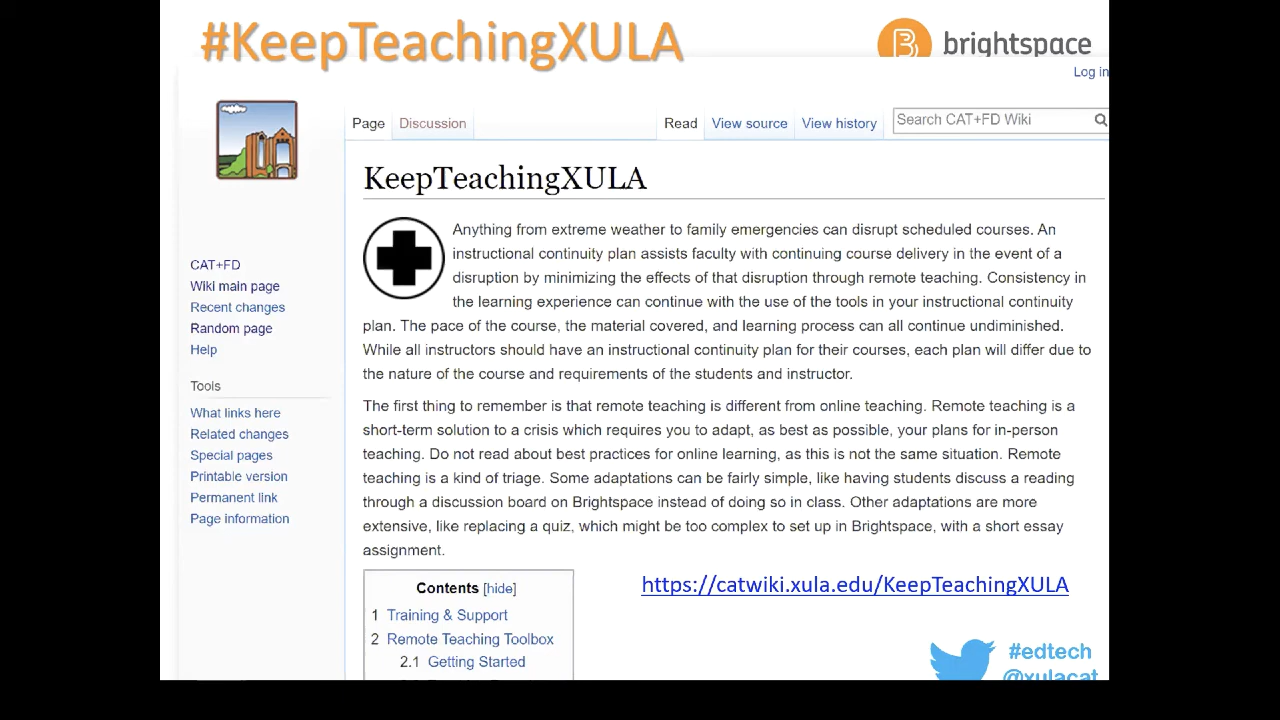 #KeepTeachingXULA
brightspace
Log in
Page
Discussion
Read
View source
View history
Search CAT+FD Wiki
KeepTeachingXULA
Anything from extreme weather to family emergencies can disrupt scheduled courses. An
instructional continuity plan assists faculty with continuing course delivery in the event of a
disruption by minimizing the effects of that disruption through remote teaching. Consistency in
the learning experience can continue with the use of the tools in your instructional continuity
plan. The pace of the course, the material covered, and learning process can all continue undiminished.
While all instructors should have an instructional continuity plan for their courses, each plan will differ due to
the nature of the course and requirements of the students and instructor.
The first thing to remember is that remote teaching is different from online teaching. Remote teaching is a
short-term solution to a crisis which requires you to adapt, as best as possible, your plans for in-person
teaching. Do not read about best practices for online learning, as this is not the same situation. Remote
teaching is a kind of triage. Some adaptations can be fairly simple, like having students discuss a reading
through a discussion board on Brightspace instead of doing so in class. Other adaptations are more
extensive, like replacing a quiz, which might be too complex to set up in Brightspace, with a short essay
assignment.
CAT+FD
Wiki main page
Recent changes
Random page
Help
Tools
What links here
Related changes
Special pages
Printable version
Permanent link
Page information
Contents [hide]
1 Training & Support
2 Remote Teaching Toolbox
2.1 Getting Started
https://catwiki.xula.edu/KeepTeachingXULA
#edtech
@xulacat